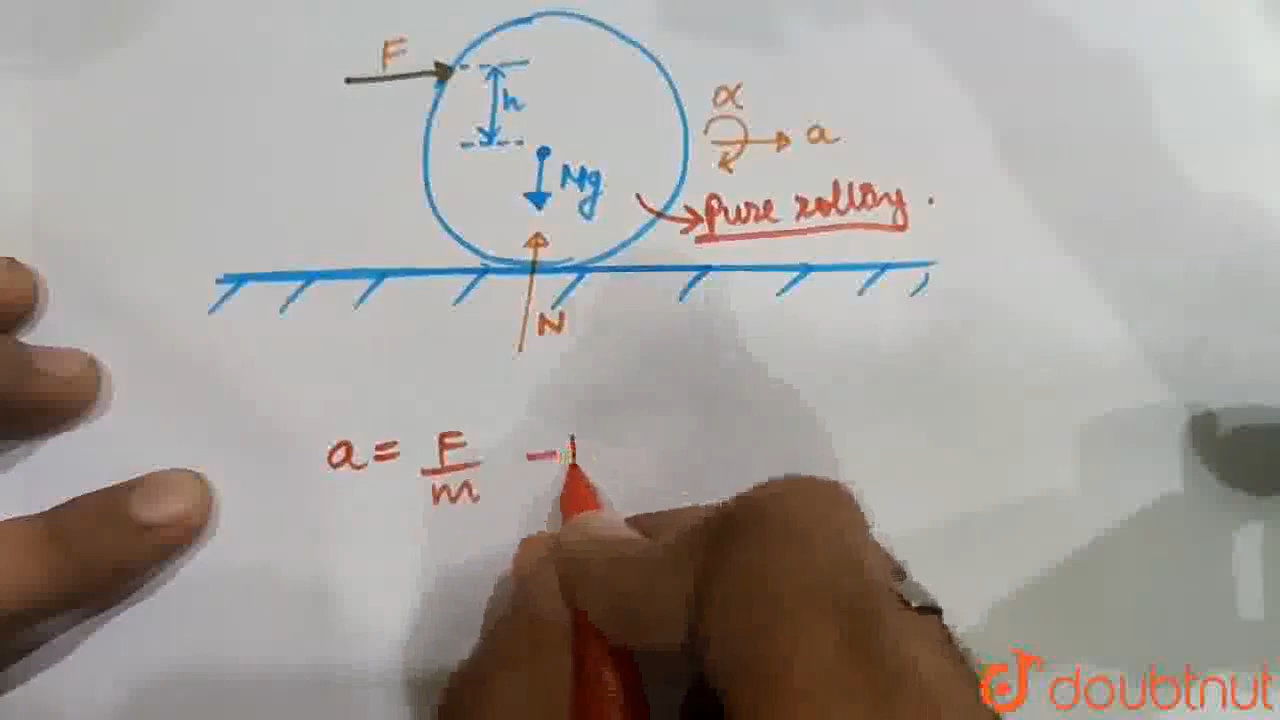 F
h
α
a
Mg
pure rolling.
N
a = F/m
doubtnut